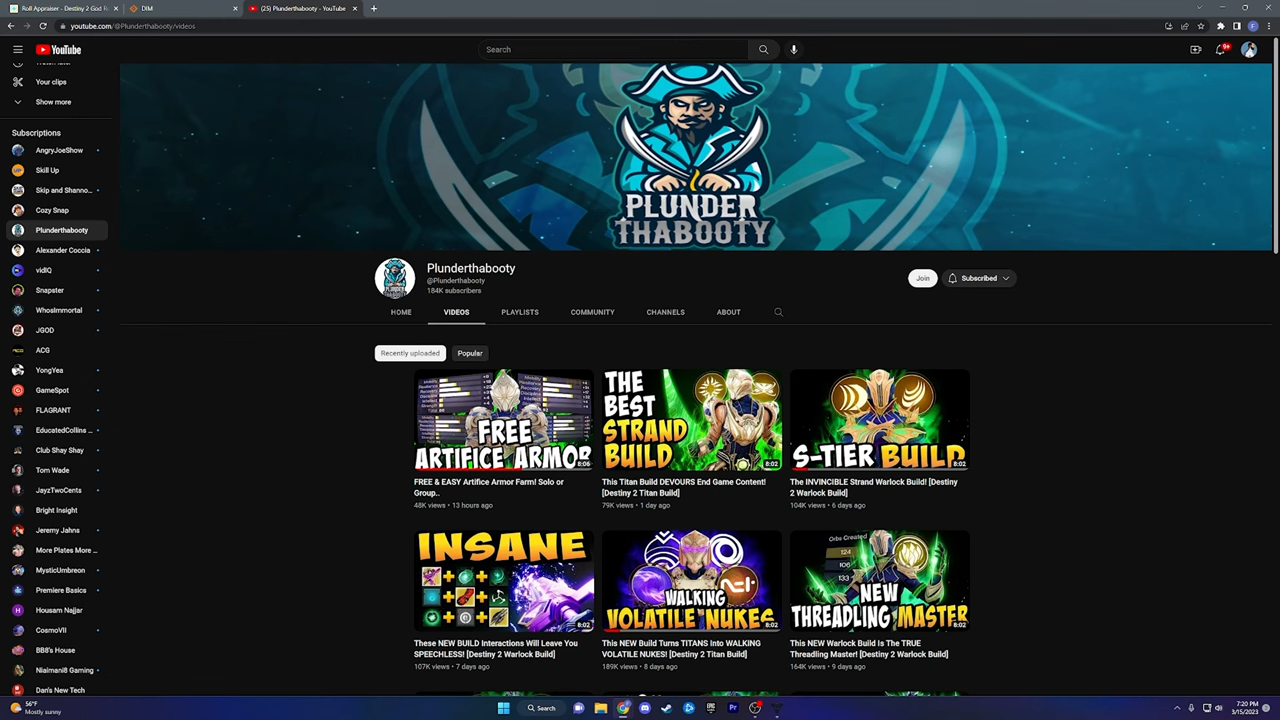 Roll Appraiser - Destiny 2 God R
DIM
(25) Plunderthabooty - YouTube
youtube.com/@Plunderthabooty/videos
YouTube
Search
9+
Your clips
Show more
Subscriptions
AngryJoeShow
Skill Up
Skip and Shanno...
Cozy Snap
Plunderthabooty
Alexander Coccia
vidIQ
Snapster
WhosImmortal
JGOD
ACG
YongYea
GameSpot
FLAGRANT
EducatedCollins ...
Club Shay Shay
Tom Wade
JayzTwoCents
Bright Insight
Jeremy Jahns
More Plates More ...
MysticUmbreon
Premiere Basics
Housam Najjar
CosmoVII
BB8's House
Nialmani8 Gaming
Dan's New Tech
PLUNDER
THABOOTY
Plunderthabooty
@Plunderthabooty
184K subscribers
Join
Subscribed
HOME
VIDEOS
PLAYLISTS
COMMUNITY
CHANNELS
ABOUT
Recently uploaded
Popular
FREE
ARTIFICE ARMOR
8:06
FREE & EASY Artifice Armor Farm! Solo or
Group..
48K views • 13 hours ago
THE
BEST
STRAND
BUILD
8:02
This Titan Build DEVOURS End Game Content!
[Destiny 2 Titan Build]
79K views • 1 day ago
S-TIER BUILD
8:02
The INVINCIBLE Strand Warlock Build! [Destiny
2 Warlock Build]
104K views • 6 days ago
INSANE
8:02
These NEW BUILD Interactions Will Leave You
SPEECHLESS! [Destiny 2 Warlock Build]
107K views • 7 days ago
WALKING
VOLATILE NUKES
8:02
This NEW Build Turns TITANS Into WALKING
VOLATILE NUKES! [Destiny 2 Titan Build]
189K views • 8 days ago
Orbs Created
124
106
133
NEW
THREADLING MASTER
8:02
This NEW Warlock Build Is The TRUE
Threadling Master! [Destiny 2 Warlock Build]
164K views • 9 days ago
56°F
Mostly sunny
Search
7:20 PM
3/15/2023